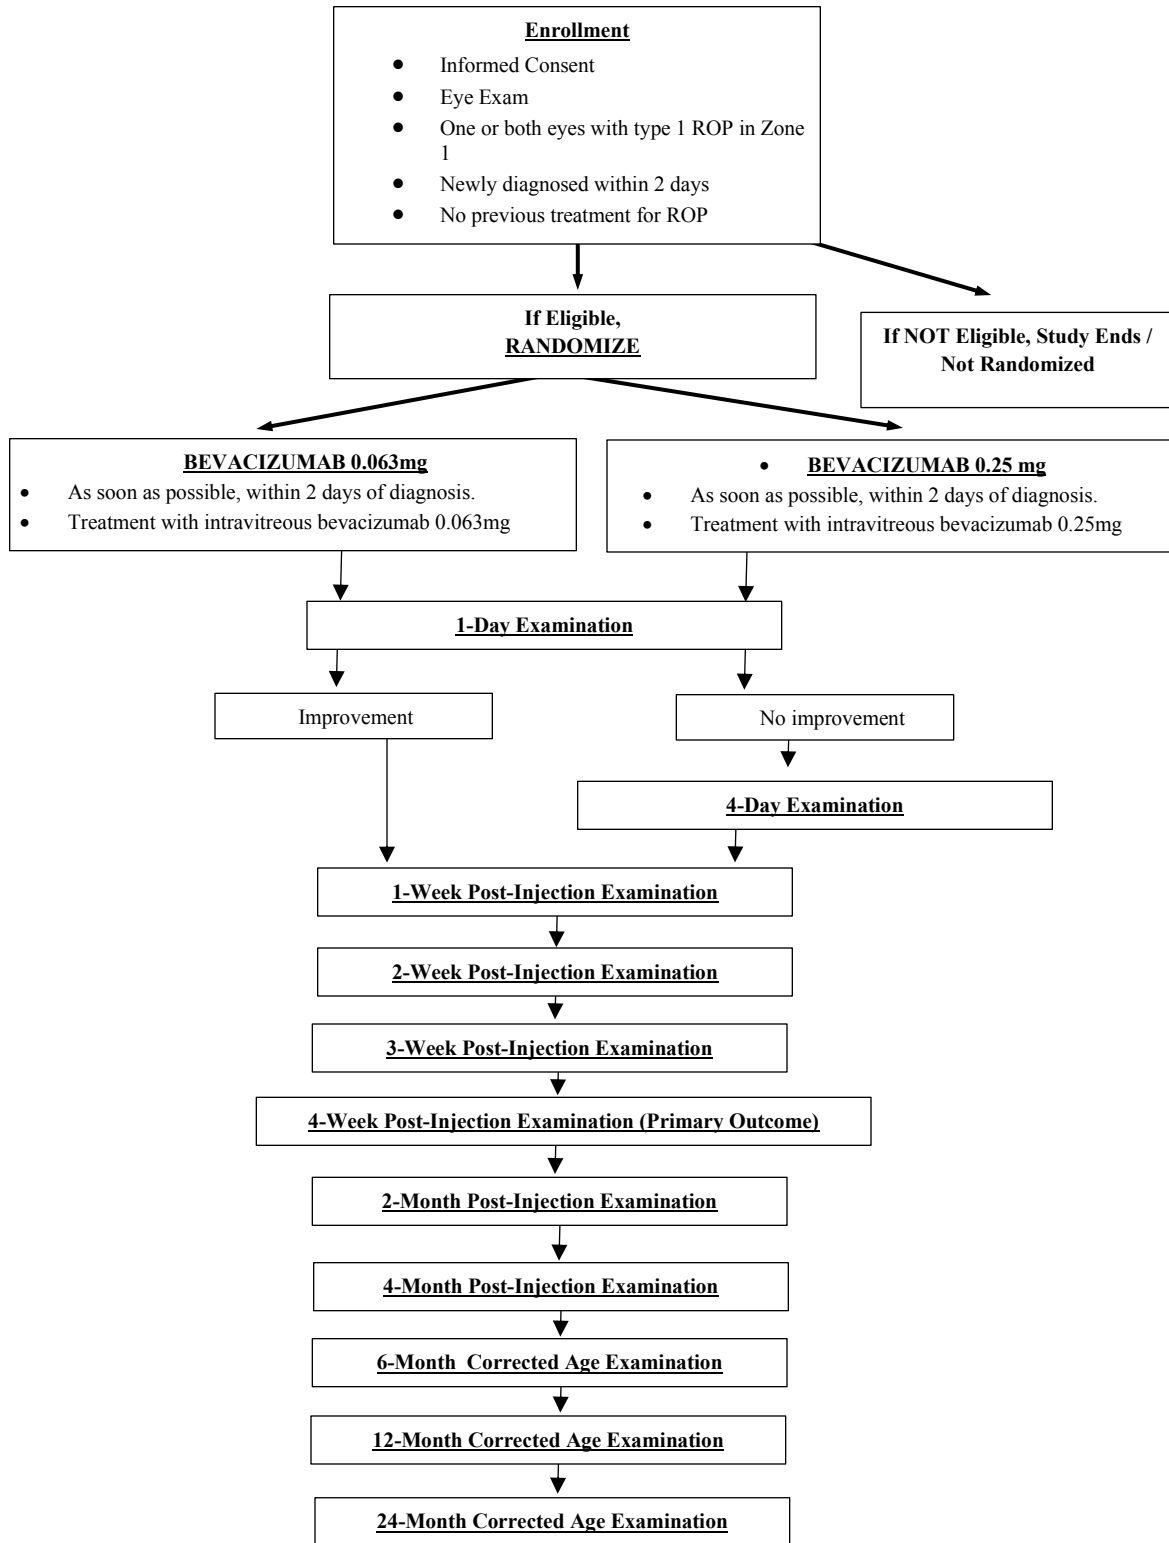 Enrollment
• Informed Consent
• Eye Exam
• One or both eyes with type 1 ROP in Zone
1
• Newly diagnosed within 2 days
• No previous treatment for ROP
If Eligible,
RANDOMIZE
If NOT Eligible, Study Ends /
Not Randomized
BEVACIZUMAB 0.063mg
• As soon as possible, within 2 days of diagnosis.
• Treatment with intravitreous bevacizumab 0.063mg
• BEVACIZUMAB 0.25 mg
• As soon as possible, within 2 days of diagnosis.
• Treatment with intravitreous bevacizumab 0.25mg
1-Day Examination
Improvement
No improvement
4-Day Examination
1-Week Post-Injection Examination
2-Week Post-Injection Examination
3-Week Post-Injection Examination
4-Week Post-Injection Examination (Primary Outcome)
2-Month Post-Injection Examination
4-Month Post-Injection Examination
6-Month Corrected Age Examination
12-Month Corrected Age Examination
24-Month Corrected Age Examination